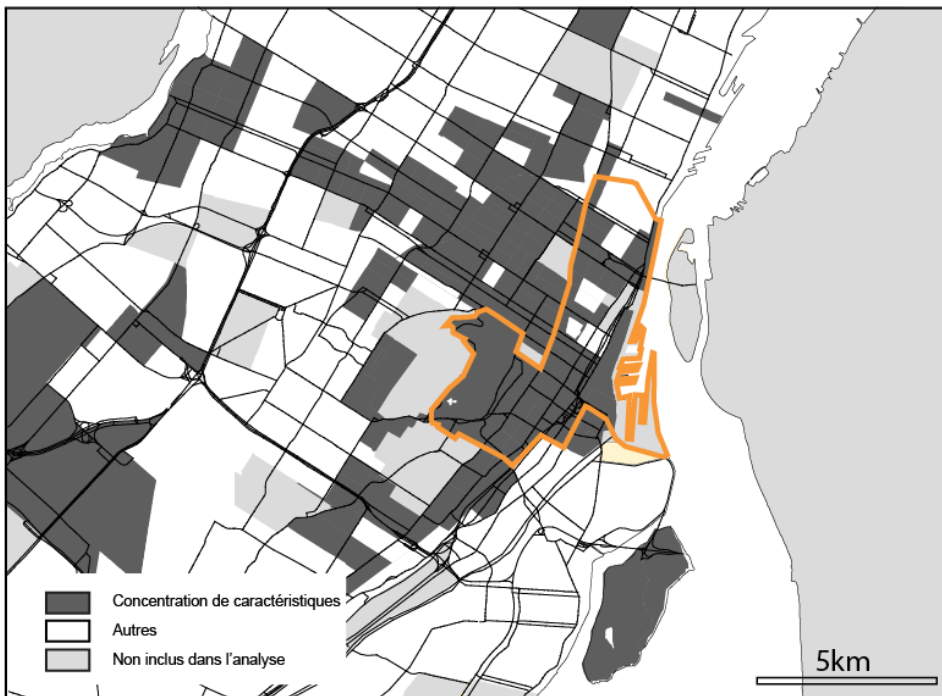 Concentration de caractéristiques
Autres
Non inclus dans l'analyse
5km